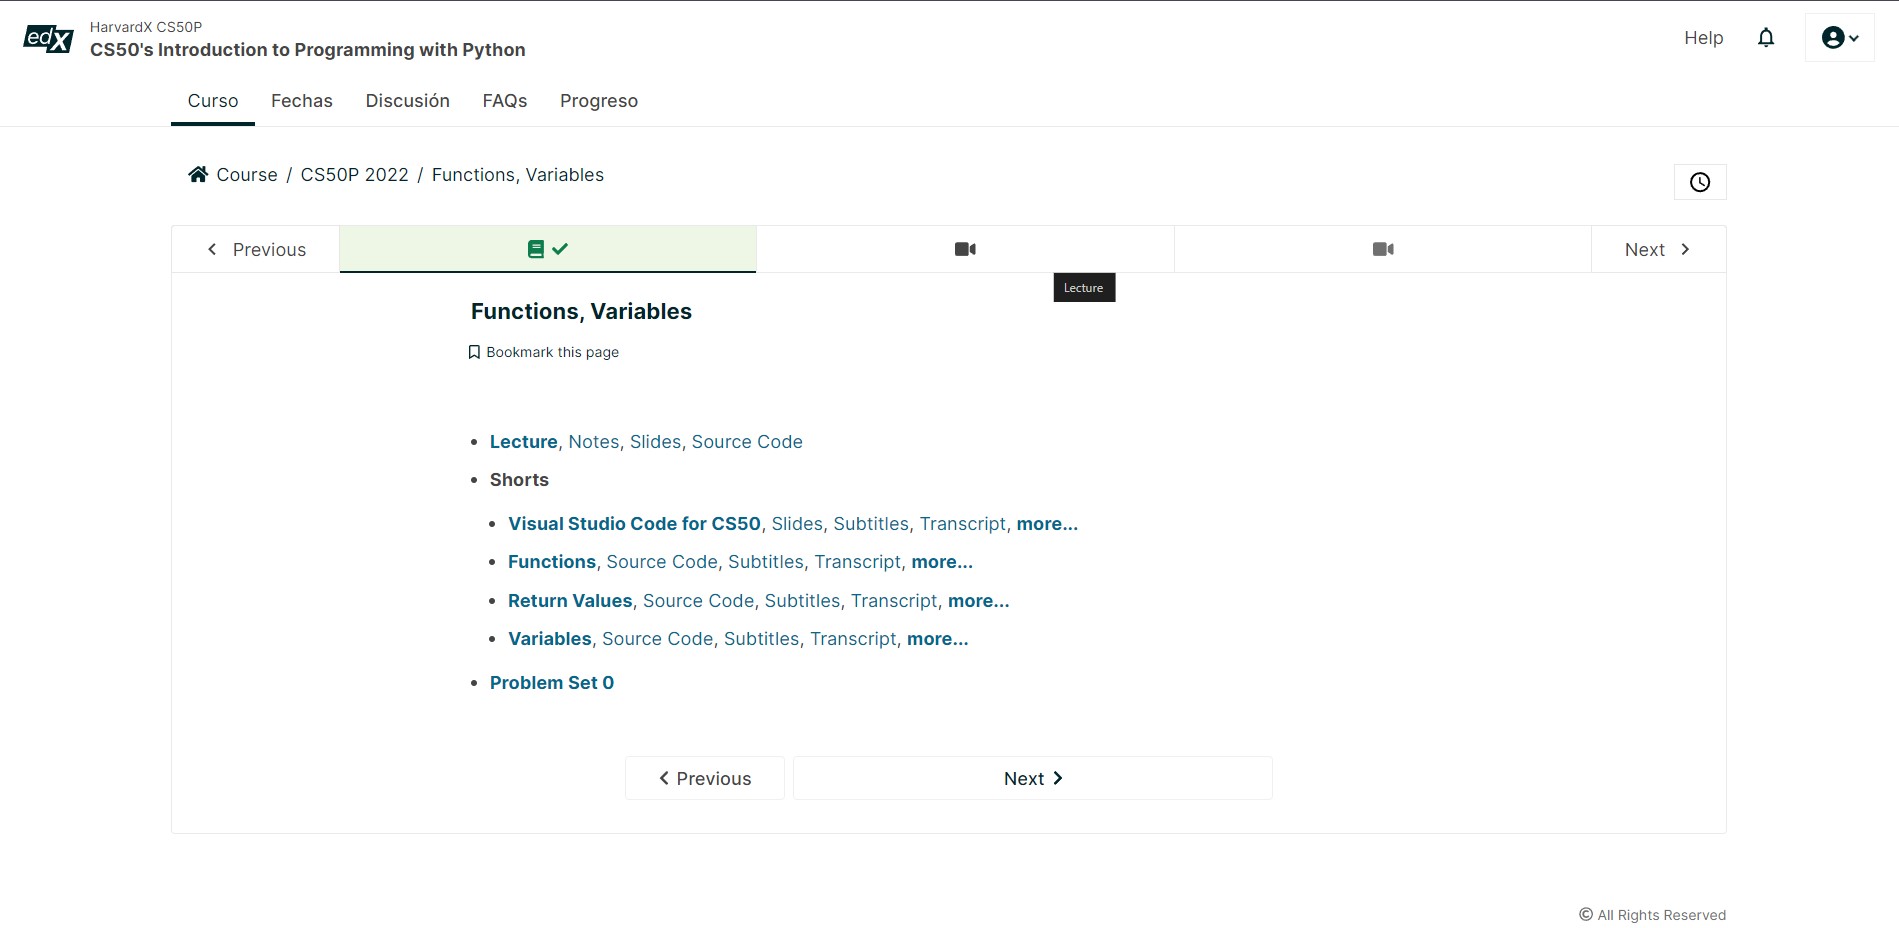 edX
HarvardX CS50P
CS50's Introduction to Programming with Python
Help
Curso Fechas Discusión FAQs Progreso
Course / CS50P 2022 / Functions, Variables
Previous
Next
Lecture
Functions, Variables
Bookmark this page
Lecture, Notes, Slides, Source Code
Shorts
Visual Studio Code for CS50, Slides, Subtitles, Transcript, more...
Functions, Source Code, Subtitles, Transcript, more...
Return Values, Source Code, Subtitles, Transcript, more...
Variables, Source Code, Subtitles, Transcript, more...
Problem Set 0
Previous
Next
© All Rights Reserved